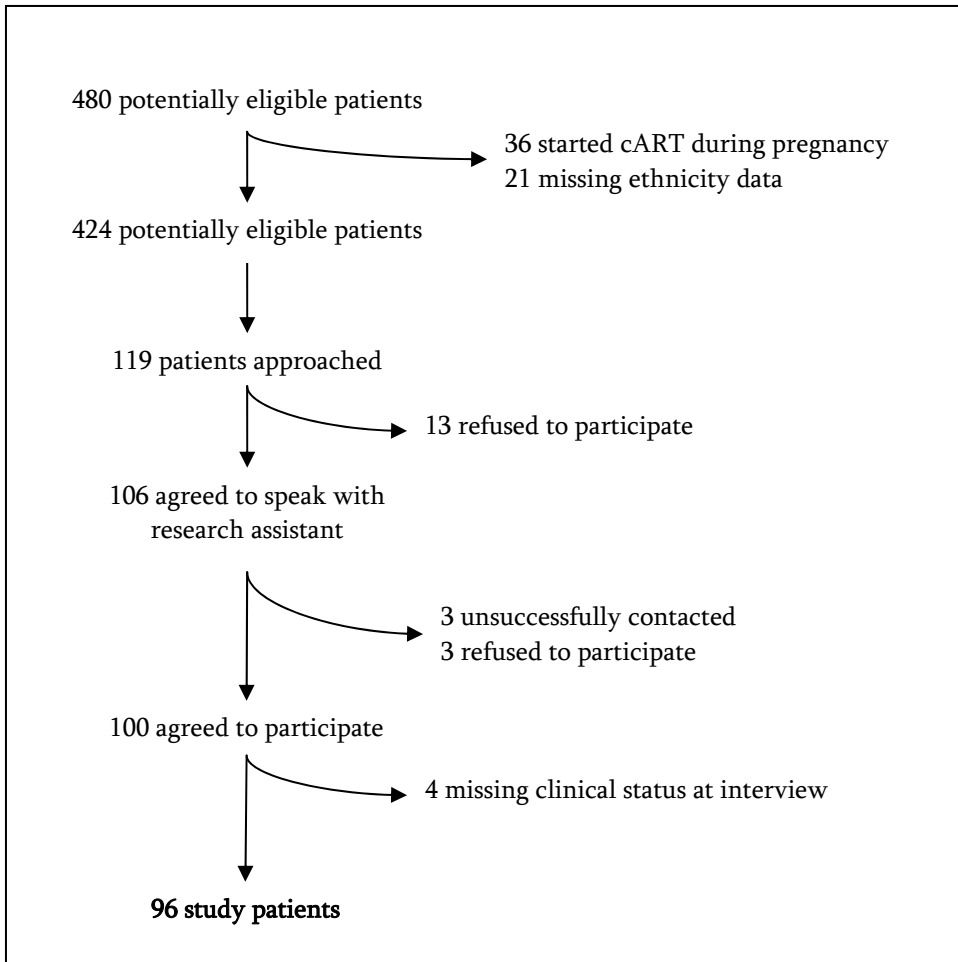 480 potentially eligible patients
36 started cART during pregnancy
21 missing ethnicity data
424 potentially eligible patients
119 patients approached
13 refused to participate
106 agreed to speak with
research assistant
3 unsuccessfully contacted
3 refused to participate
100 agreed to participate
4 missing clinical status at interview
96 study patients